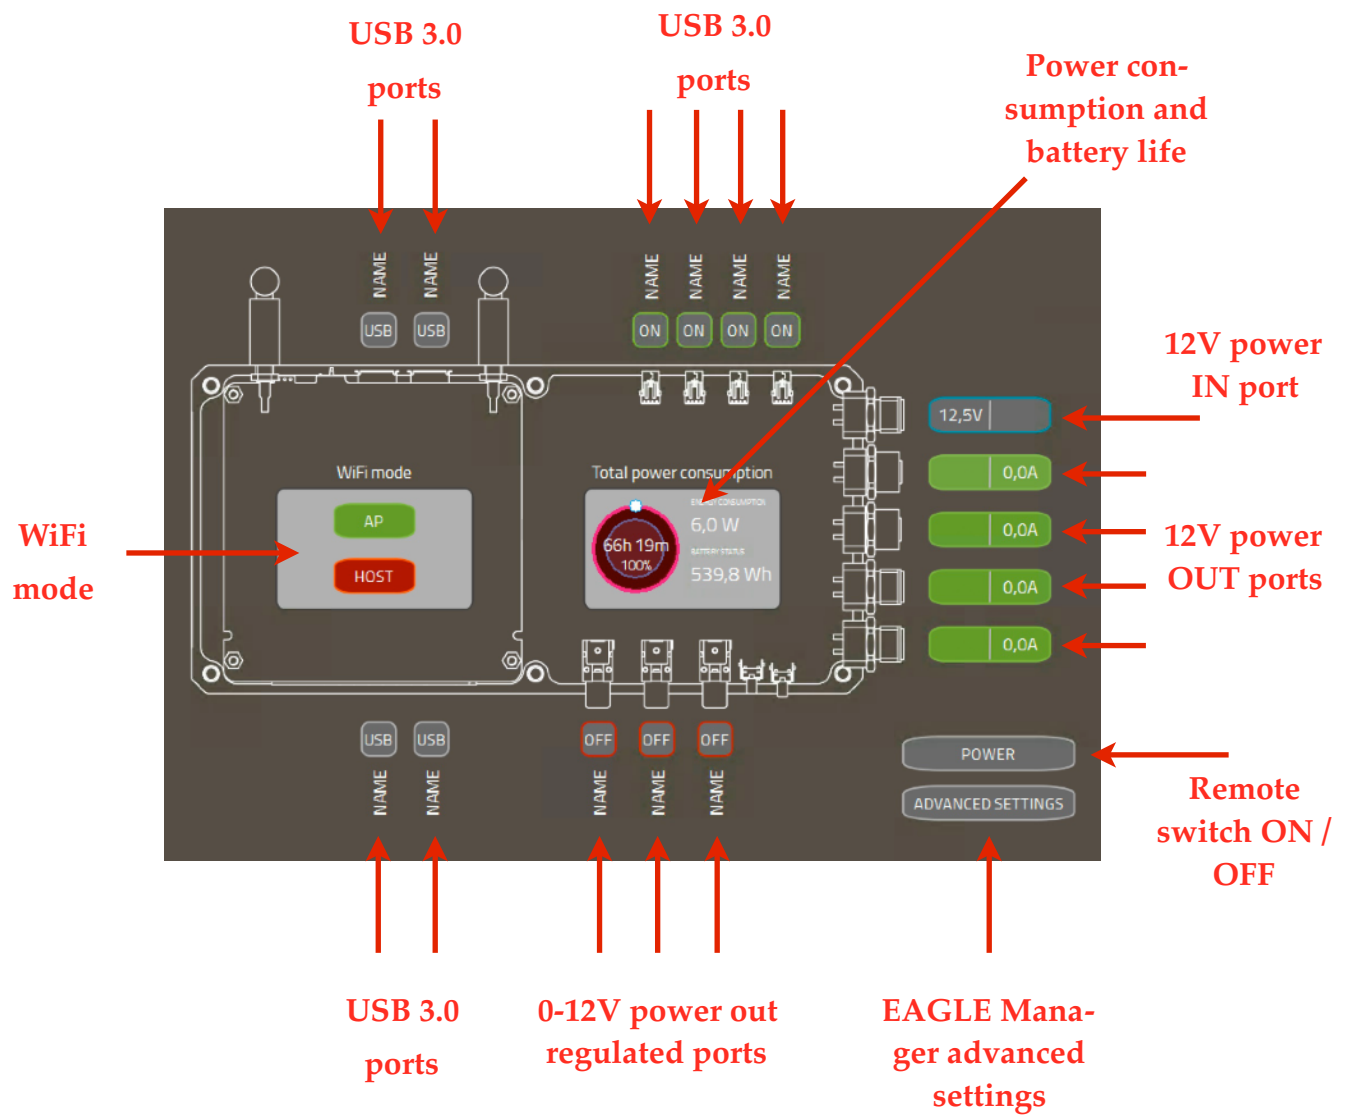 USB 3.0
ports
USB 3.0
ports
Power con-
sumption and
battery life
NAME
NAME
NAME
NAME
NAME
NAME
USB
USB
ON
ON
ON
ON
12V power
IN port
12,5V
WiFi mode
AP
HOST
WiFi
mode
Total power consumption
66h 19m
100%
ENERGY CONSUMPTION
6,0 W
BATTERY STATUS
539,8 Wh
0,0A
0,0A
0,0A
0,0A
12V power
OUT ports
USB
USB
OFF
OFF
OFF
NAME
NAME
NAME
NAME
NAME
POWER
ADVANCED SETTINGS
Remote
switch ON /
OFF
USB 3.0
ports
0-12V power out
regulated ports
EAGLE Mana-
ger advanced
settings